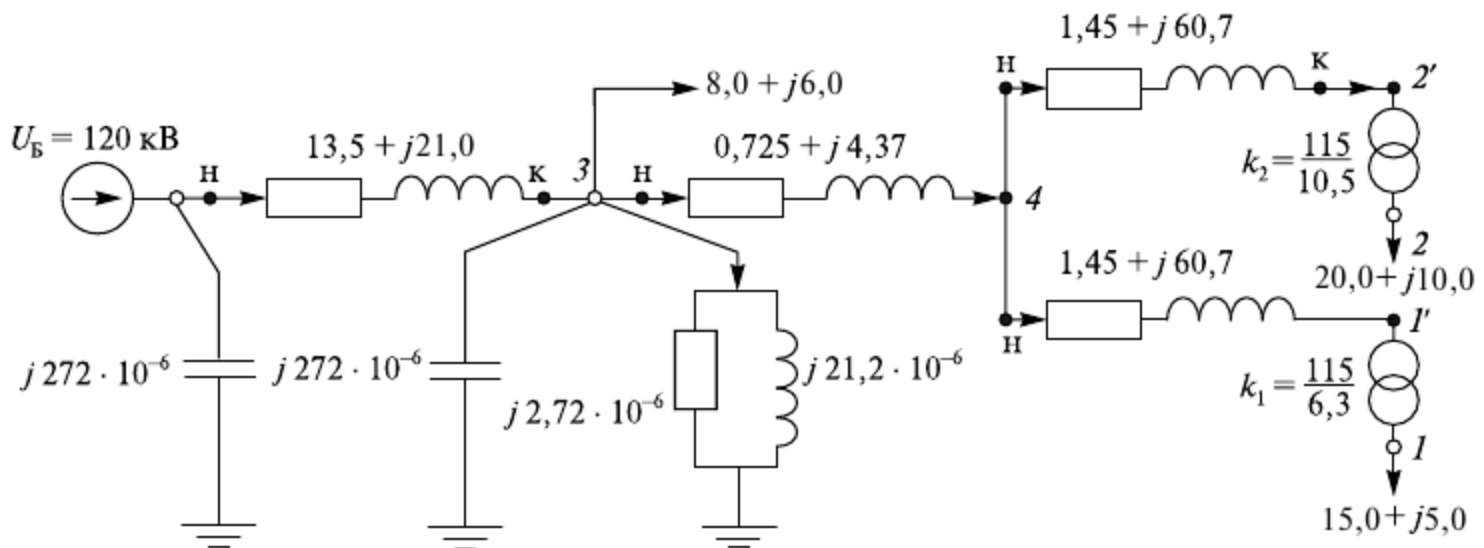 1,45 + j 60,7
н
к
2'
8,0 + j6,0
U_Б = 120 кВ
13,5 + j21,0
0,725 + j 4,37
k₂ = 115/10,5
н
к
3
н
4
2
1,45 + j 60,7
20,0+ j10,0
н
1'
j 272 · 10⁻⁶
j 272 · 10⁻⁶
j 21,2 · 10⁻⁶
k₁ = 115/6,3
j 2,72 · 10⁻⁶
1
15,0 + j5,0